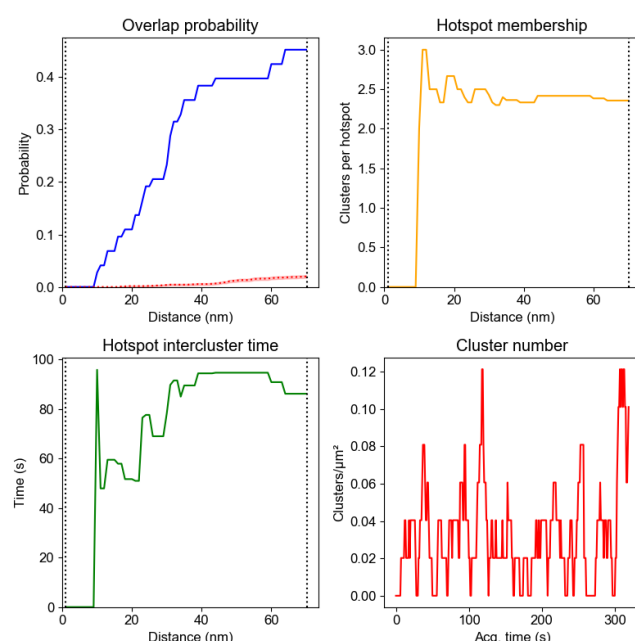 Overlap probability
Probability
0.4
0.3
0.2
0.1
0.0
0 20 40 60
Distance (nm)
Hotspot membership
Clusters per hotspot
3.0
2.5
2.0
1.5
1.0
0.5
0.0
0 20 40 60
Distance (nm)
Hotspot intercluster time
Time (s)
100
80
60
40
20
0
0 20 40 60
Distance (nm)
Cluster number
Clusters/μm²
0.12
0.10
0.08
0.06
0.04
0.02
0.00
0 100 200 300
Acq. time (s)